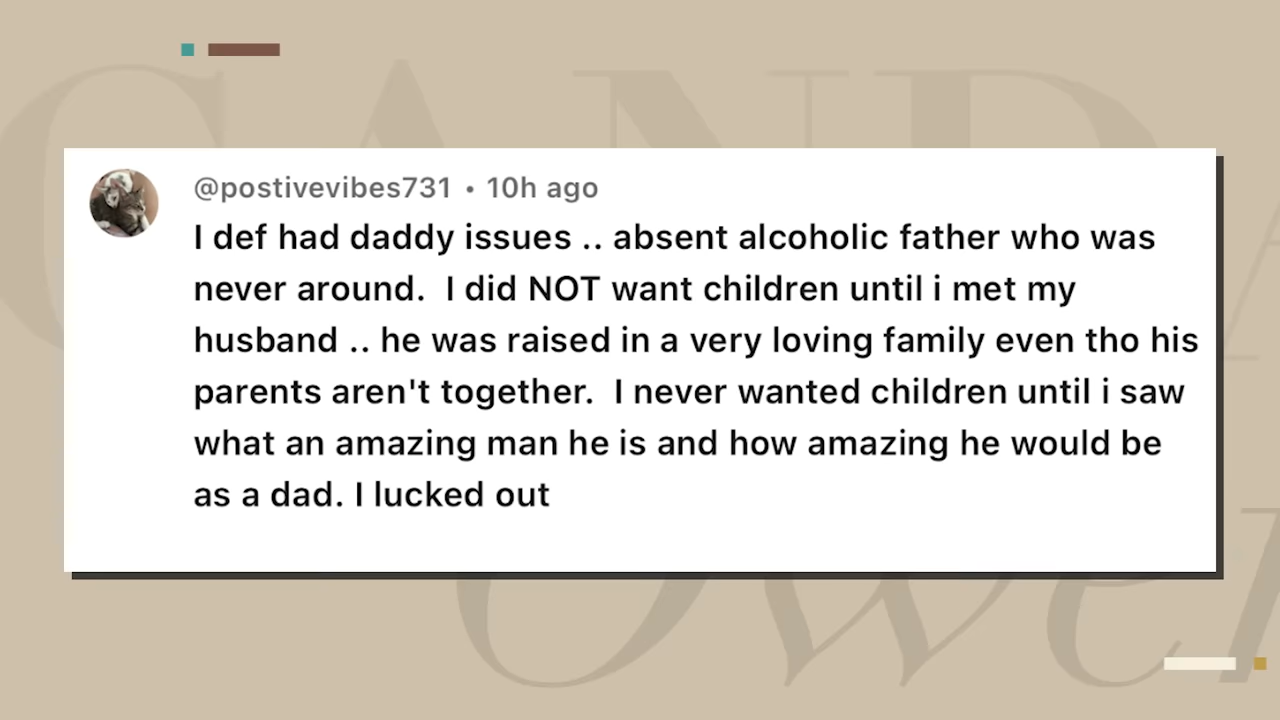 CAND
@postivevibes731 • 10h ago
I def had daddy issues .. absent alcoholic father who was
never around.  I did NOT want children until i met my
husband .. he was raised in a very loving family even tho his
parents aren't together.  I never wanted children until i saw
what an amazing man he is and how amazing he would be
as a dad. I lucked out